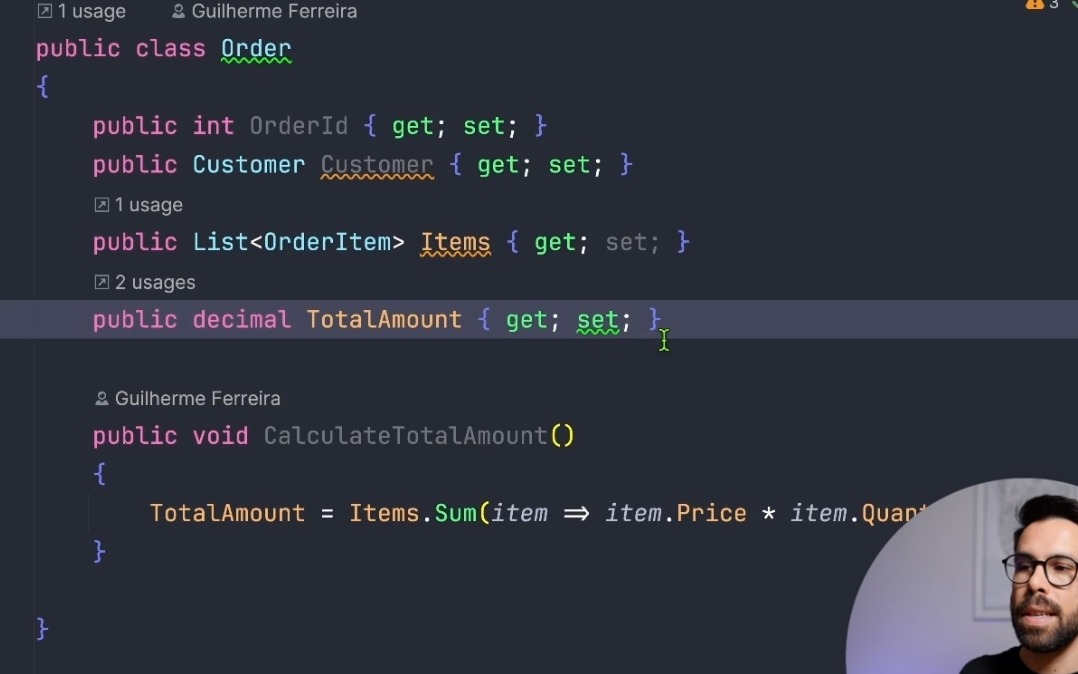 1 usage Guilherme Ferreira 3
public class Order
{
public int OrderId { get; set; }
public Customer Customer { get; set; }
1 usage
public List<OrderItem> Items { get; set; }
2 usages
public decimal TotalAmount { get; set; }
Guilherme Ferreira
public void CalculateTotalAmount()
{
TotalAmount = Items.Sum(item => item.Price * item.Quant
}
}